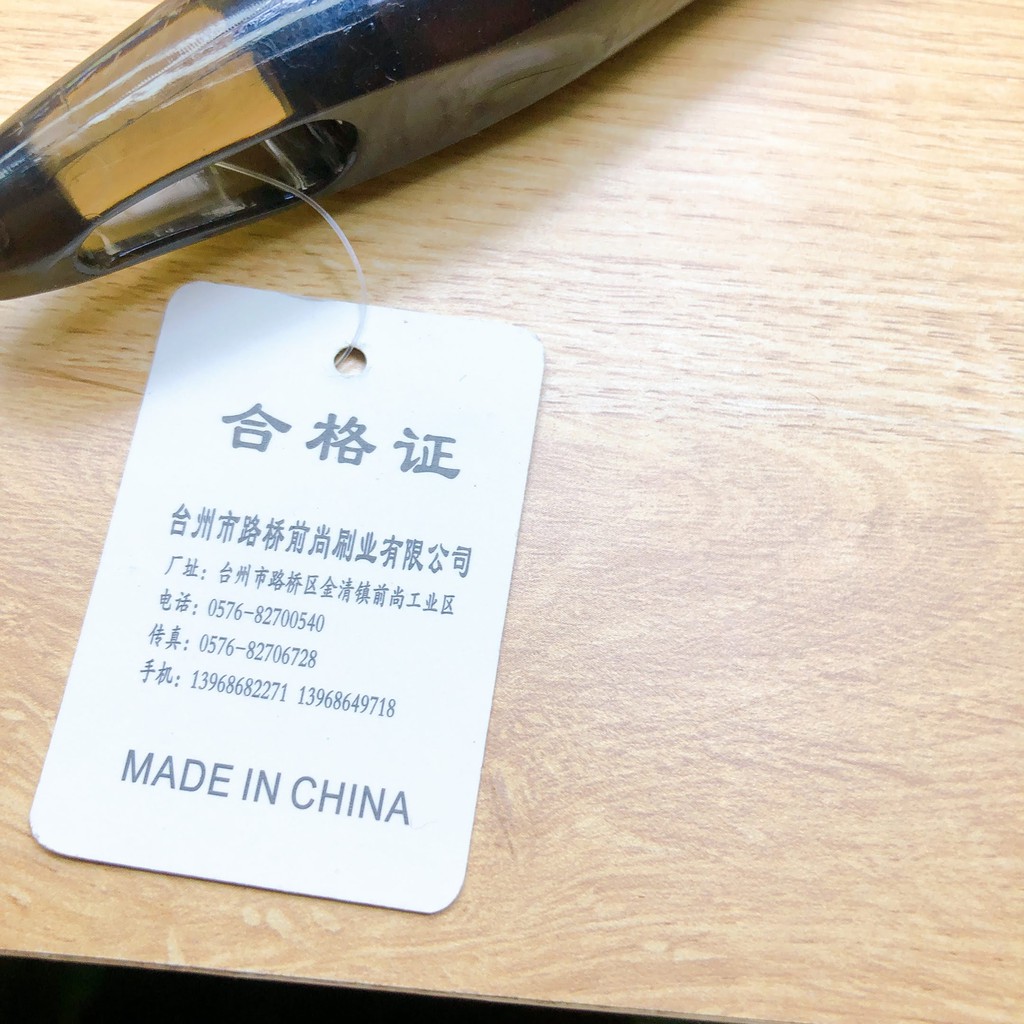 合格证
台州市路桥前尚刷业有限公司
厂址：台州市路桥区金清镇前尚工业区
电话：0576-82700540
传真：0576-82706728
手机：13968682271 13968649718
MADE IN CHINA